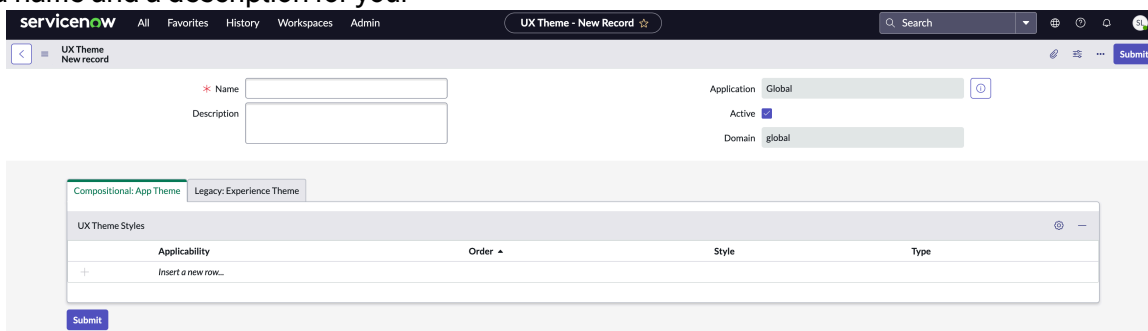 a name and a description for your
servicenow All Favorites History Workspaces Admin UX Theme - New Record Search SL
UX Theme
New record
Submit
* Name
Application Global
Description
Active
Domain global
Compositional: App Theme Legacy: Experience Theme
UX Theme Styles
Applicability Order Style Type
Insert a new row...
Submit